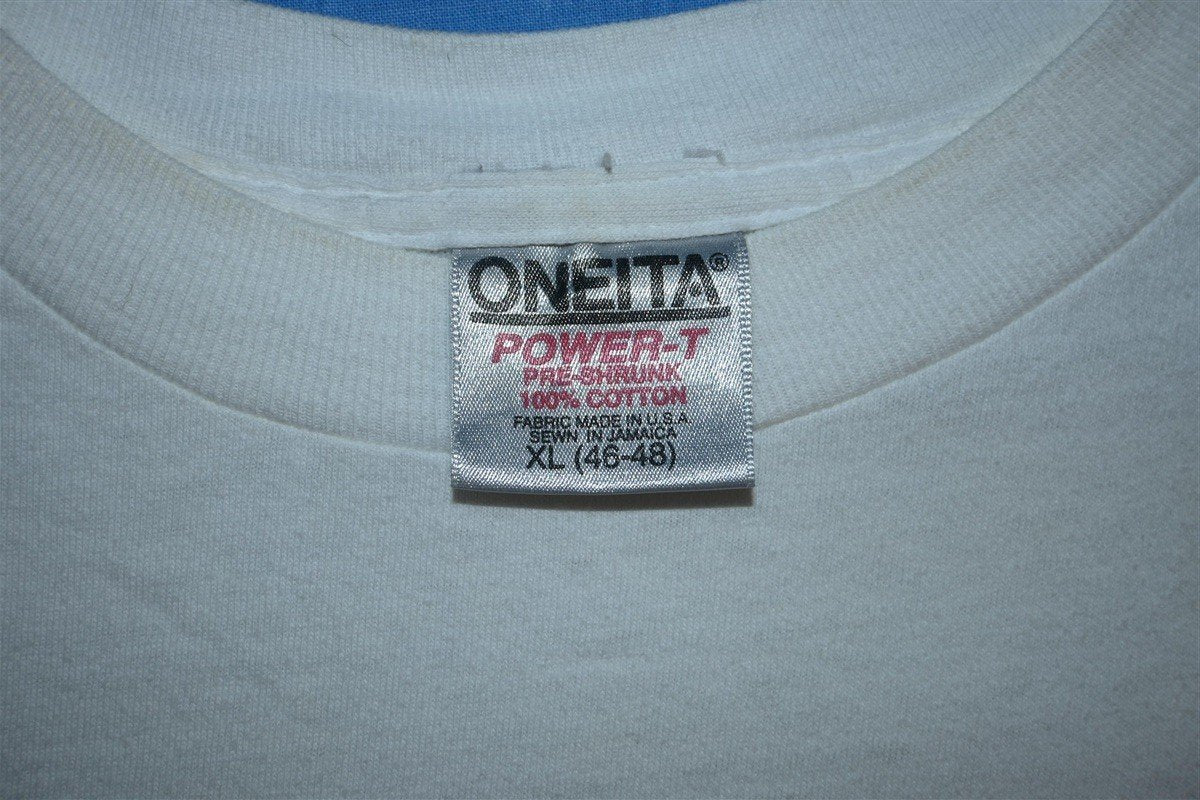 ONEITA®
POWER-T
PRE-SHRUNK
100% COTTON
FABRIC MADE IN U.S.A
SEWN IN JAMAICA
XL (46-48)